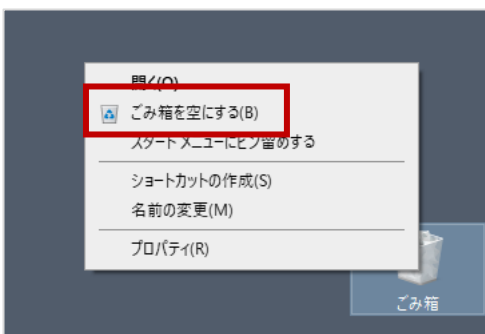 開く(O)
ごみ箱を空にする(B)
スタート メニューにピン留めする
ショートカットの作成(S)
名前の変更(M)
プロパティ(R)
ごみ箱